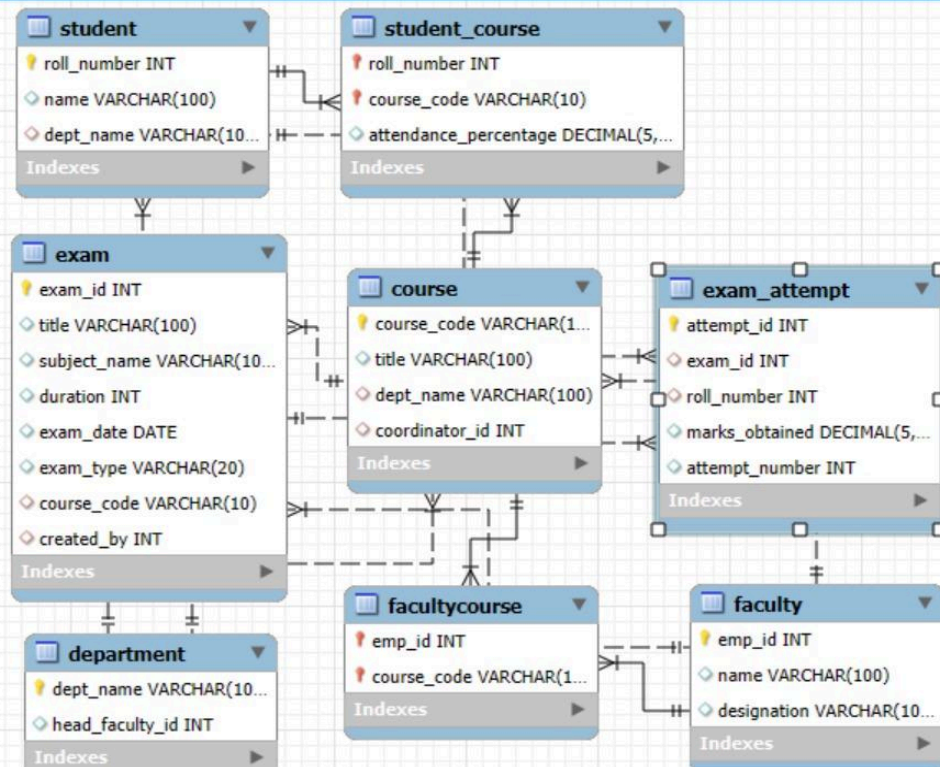 student
roll_number INT
name VARCHAR(100)
dept_name VARCHAR(10...
Indexes
student_course
roll_number INT
course_code VARCHAR(10)
attendance_percentage DECIMAL(5,...
Indexes
exam
exam_id INT
title VARCHAR(100)
subject_name VARCHAR(10...
duration INT
exam_date DATE
exam_type VARCHAR(20)
course_code VARCHAR(10)
created_by INT
Indexes
course
course_code VARCHAR(1...
title VARCHAR(100)
dept_name VARCHAR(100)
coordinator_id INT
Indexes
exam_attempt
attempt_id INT
exam_id INT
roll_number INT
marks_obtained DECIMAL(5,...
attempt_number INT
Indexes
department
dept_name VARCHAR(10...
head_faculty_id INT
Indexes
facultycourse
emp_id INT
course_code VARCHAR(1...
Indexes
faculty
emp_id INT
name VARCHAR(100)
designation VARCHAR(10...
Indexes